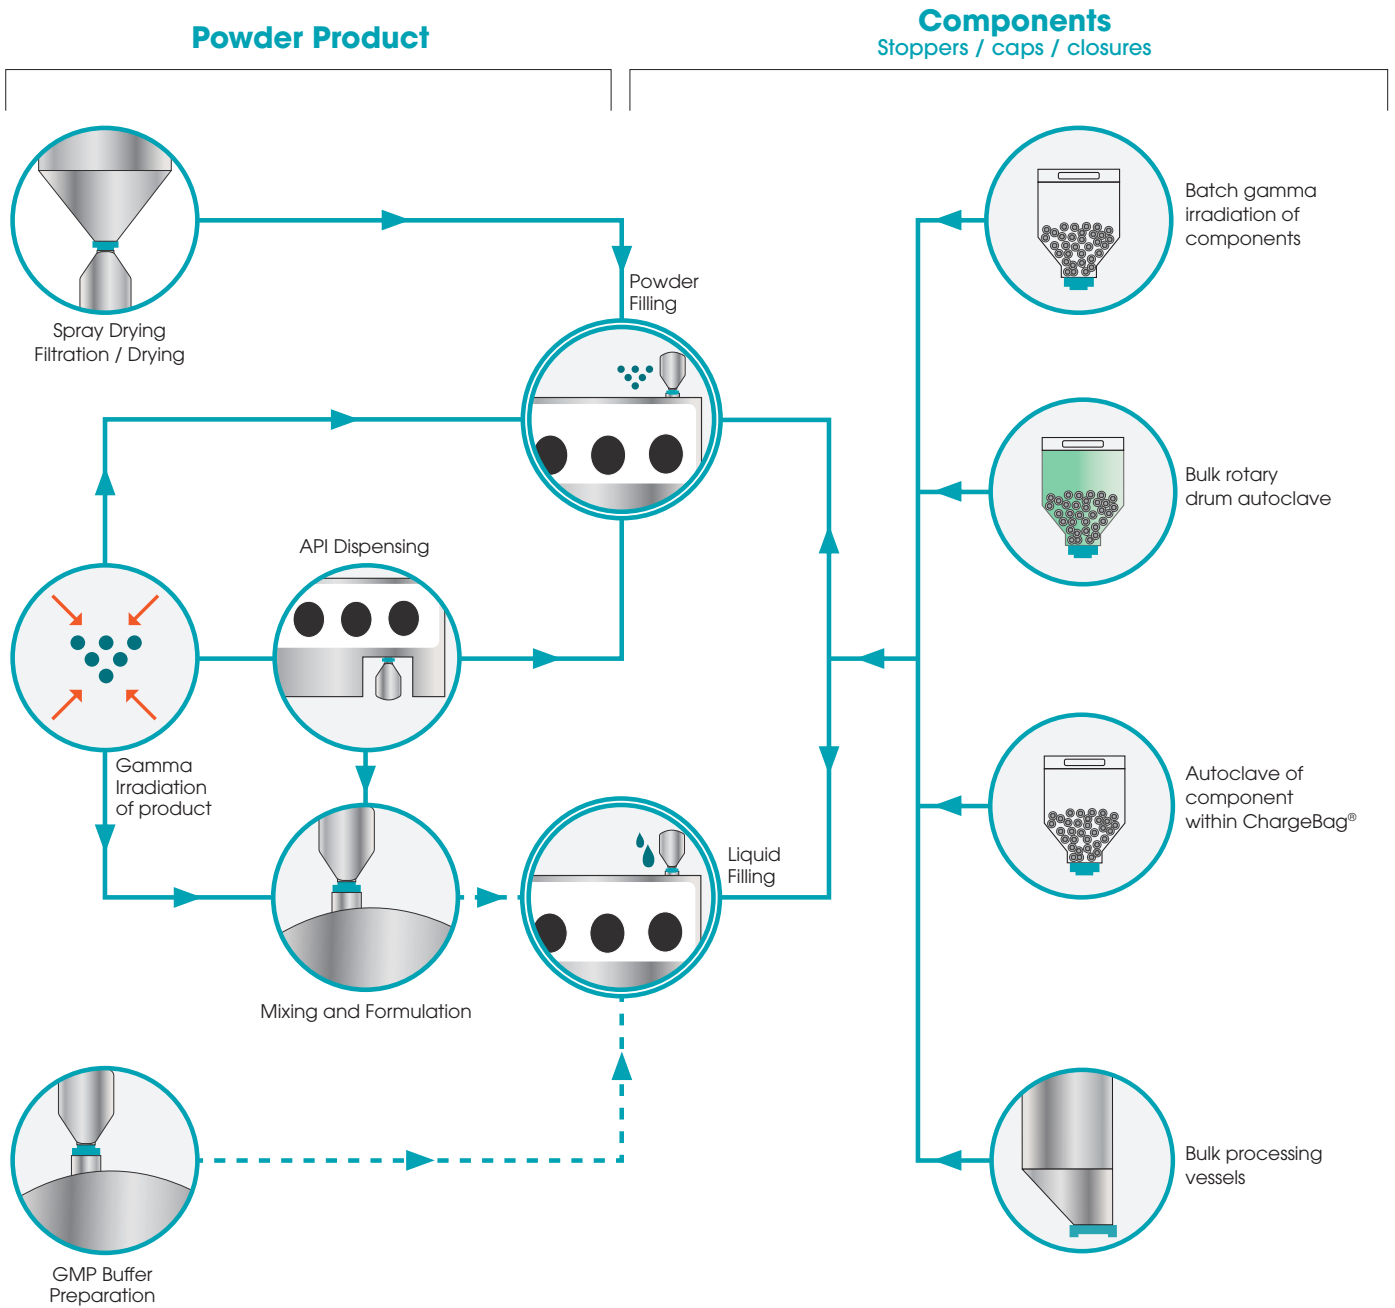 Powder Product
Components
Stoppers / caps / closures
Spray Drying
Filtration / Drying
Powder
Filling
Batch gamma
irradiation of
components
Bulk rotary
drum autoclave
API Dispensing
Gamma
Irradiation
of product
Autoclave of
component
within ChargeBag®
Liquid
Filling
Mixing and Formulation
Bulk processing
vessels
GMP Buffer
Preparation